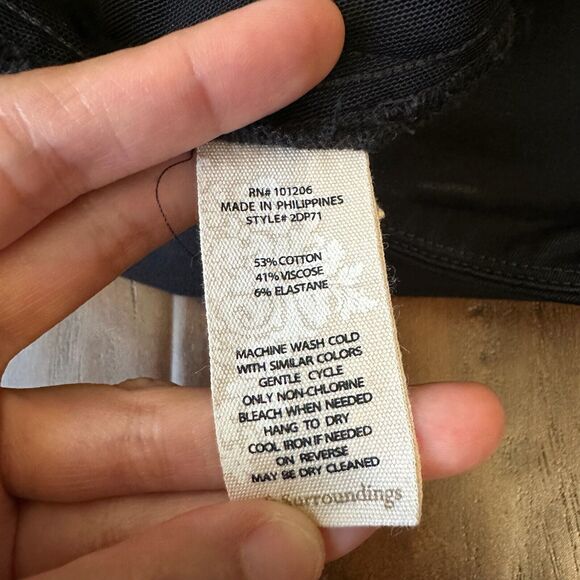 RN# 101206
MADE IN PHILIPPINES
STYLE# 2DP71
53% COTTON
41% VISCOSE
6% ELASTANE
MACHINE WASH COLD
WITH SIMILAR COLORS
GENTLE CYCLE
ONLY NON-CHLORINE
BLEACH WHEN NEEDED
HANG TO DRY
COOL IRON IF NEEDED
ON REVERSE
MAY BE DRY CLEANED
Surroundings